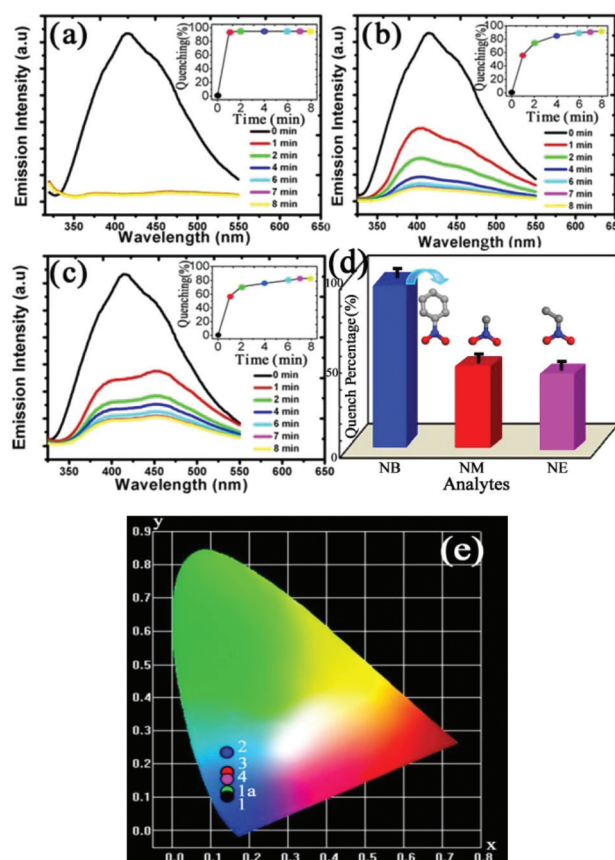 (a)
Emission Intensity (a.u)
Quenching(%)
100
80
60
40
20
0
0 2 4 6 8
Time (min)
0 min
1 min
2 min
4 min
6 min
7 min
8 min
350 400 450 500 550 600 650
Wavelength (nm)
(b)
Emission Intensity (a.u)
Quenching(%)
100
80
60
40
20
0
0 2 4 6 8
Time (min)
0 min
1 min
2 min
4 min
6 min
7 min
8 min
350 400 450 500 550 600 650
Wavelength (nm)
(c)
Emission Intensity (a.u)
Quenching(%)
100
80
60
40
20
0
0 2 4 6 8
Time (min)
0 min
1 min
2 min
4 min
6 min
7 min
8 min
350 400 450 500 550 600 650
Wavelength (nm)
(d)
Quench Percentage (%)
100
50
0
NB NM NE
Analytes
(e)
y
0.9
0.8
0.7
0.6
0.5
0.4
0.3
0.2
0.1
0.0
2
3
4
1a
1
0.0 0.1 0.2 0.3 0.4 0.5 0.6 0.7 0.8
x